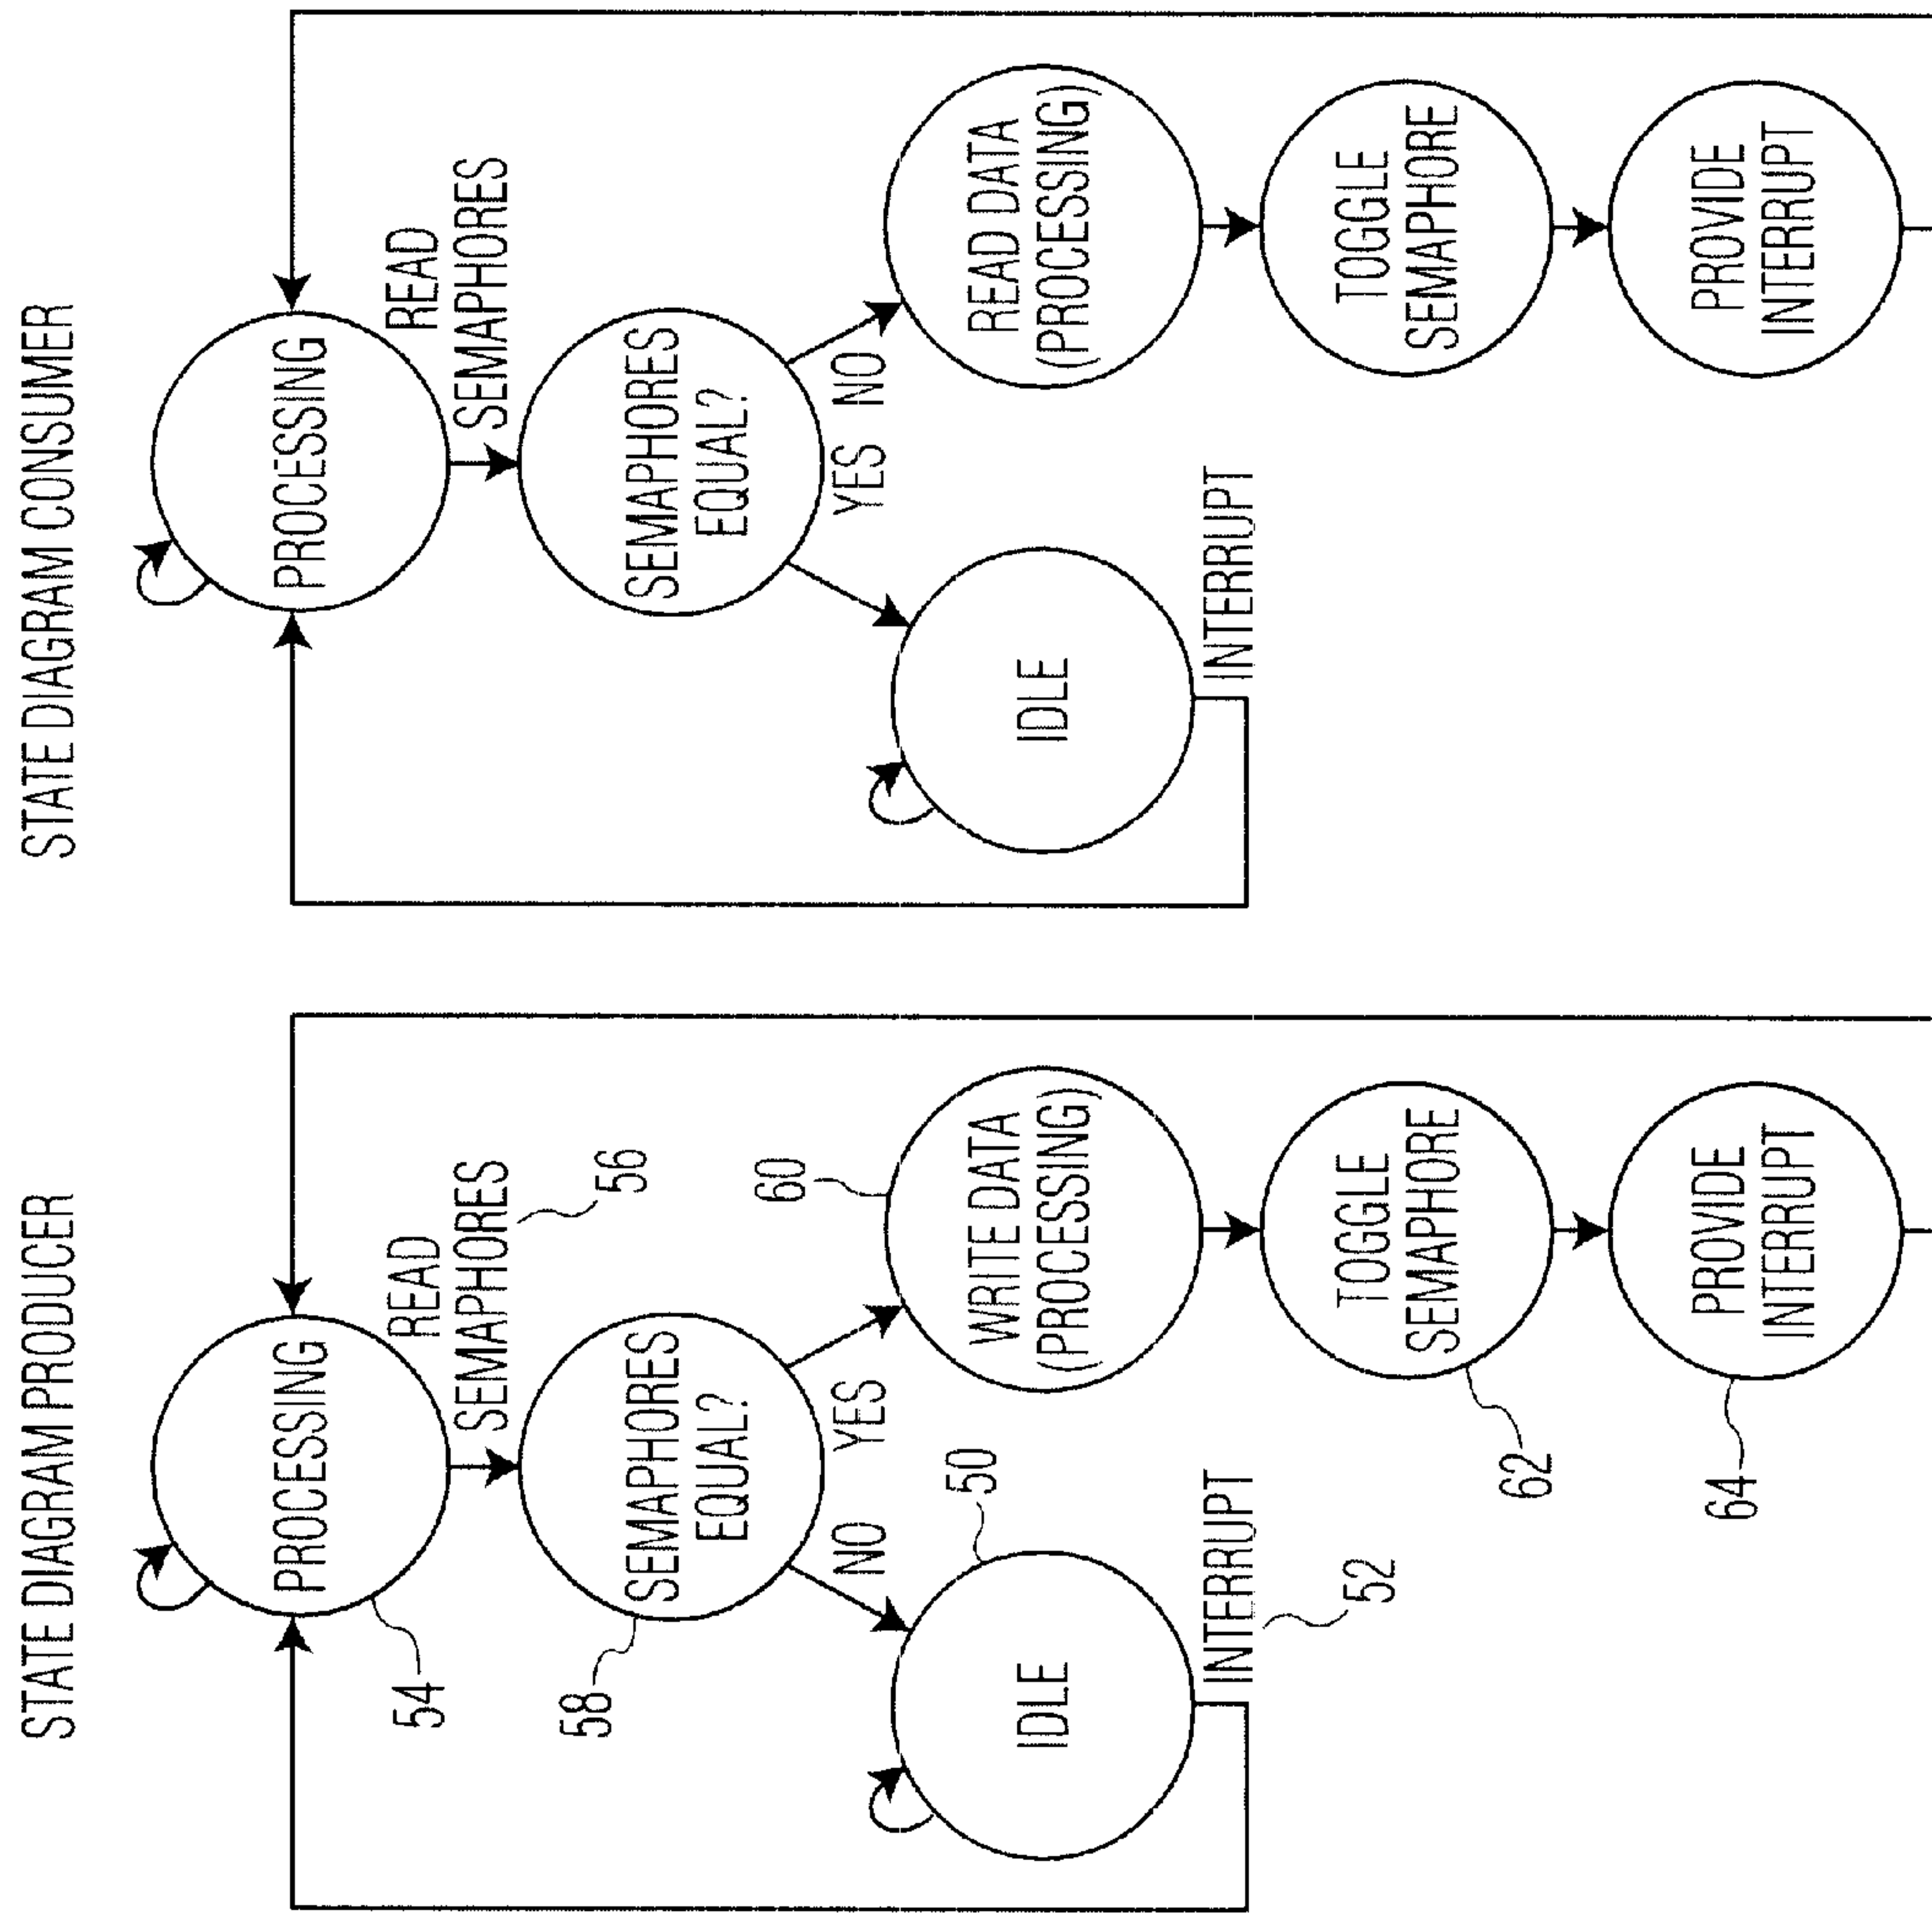 STATE DIAGRAM PRODUCER
PROCESSING
54
READ
SEMAPHORES
56
SEMAPHORES
EQUAL?
58
NO
YES
IDLE
50
INTERRUPT
52
WRITE DATA
(PROCESSING)
60
TOGGLE
SEMAPHORE
62
PROVIDE
INTERRUPT
64
STATE DIAGRAM CONSUMER
PROCESSING
READ
SEMAPHORES
SEMAPHORES
EQUAL?
YES
NO
IDLE
INTERRUPT
READ DATA
(PROCESSING)
TOGGLE
SEMAPHORE
PROVIDE
INTERRUPT